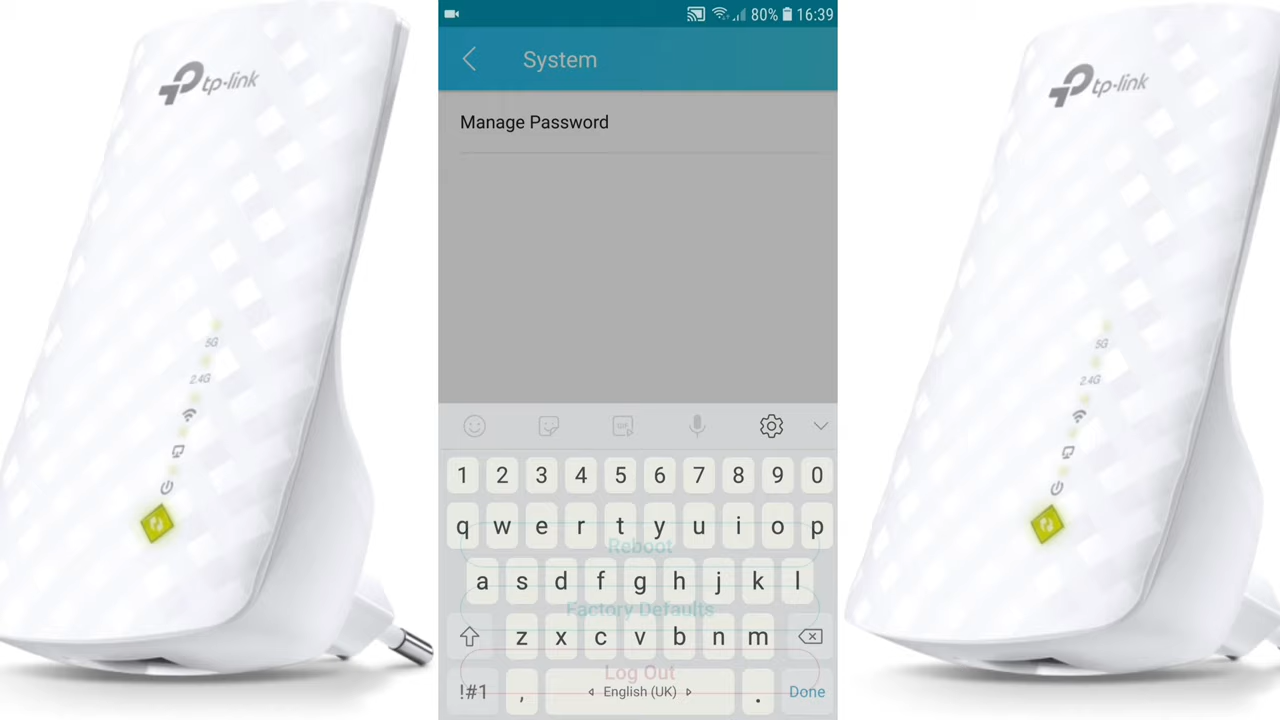 tp-link
5G
2.4G
80% 16:39
System
Manage Password
GIF
1 2 3 4 5 6 7 8 9 0
q w e r t y u i o p
Reboot
a s d f g h j k l
Factory Defaults
z x c v b n m
Log Out
!#1 , English (UK) . Done
tp-link
5G
2.4G